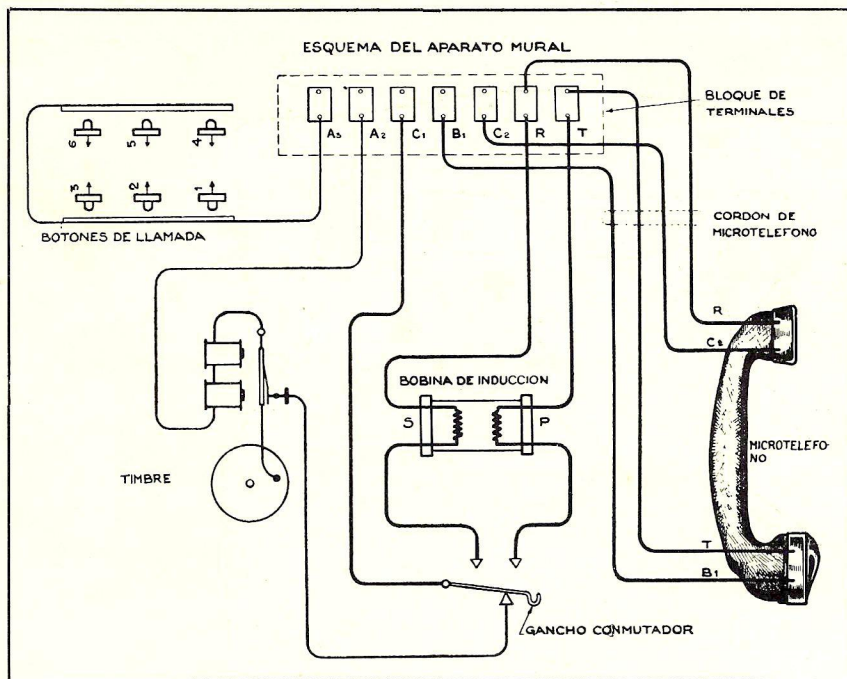 ESQUEMA DEL APARATO MURAL
BLOQUE DE
TERMINALES
A3 A2 C1 B1 C2 R T
6 5 4
3 2 1
BOTONES DE LLAMADA
CORDON DE
MICROTELEFONO
R
C2
BOBINA DE INDUCCION
S P
MICROTELEFO-
NO
TIMBRE
T
B1
GANCHO CONMUTADOR